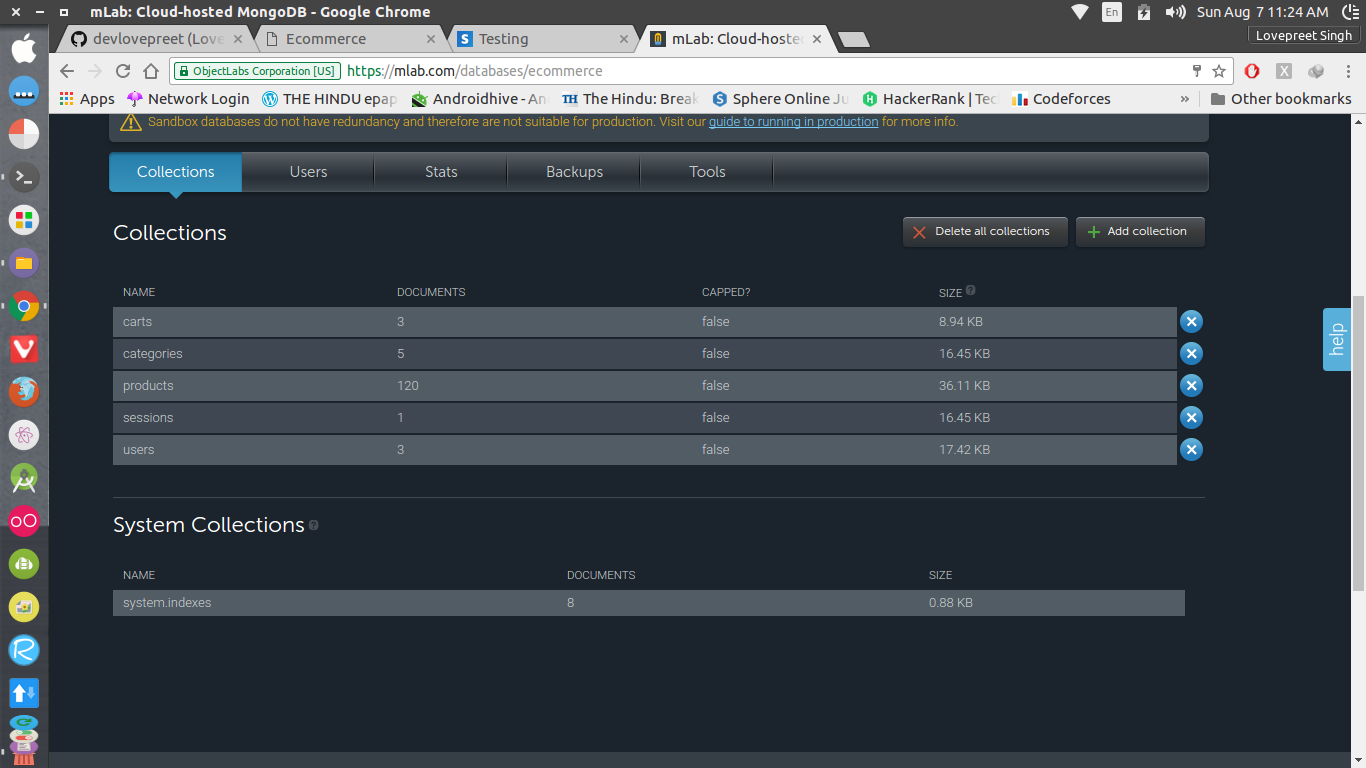 mLab: Cloud-hosted MongoDB - Google Chrome
En
Sun Aug 7 11:24 AM
devlovepreet (Love
Ecommerce
S Testing
mLab: Cloud-hosted
Lovepreet Singh
ObjectLabs Corporation [US] https://mlab.com/databases/ecommerce
Apps Network Login THE HINDU epap Androidhive - An TH The Hindu: Break Sphere Online Ju HackerRank | Tec Codeforces » Other bookmarks
Sandbox databases do not have redundancy and therefore are not suitable for production. Visit our guide to running in production for more info.
Collections Users Stats Backups Tools
Collections
Delete all collections Add collection
NAME DOCUMENTS CAPPED? SIZE ?
carts 3 false 8.94 KB
categories 5 false 16.45 KB
products 120 false 36.11 KB
sessions 1 false 16.45 KB
users 3 false 17.42 KB
help
System Collections ?
NAME DOCUMENTS SIZE
system.indexes 8 0.88 KB